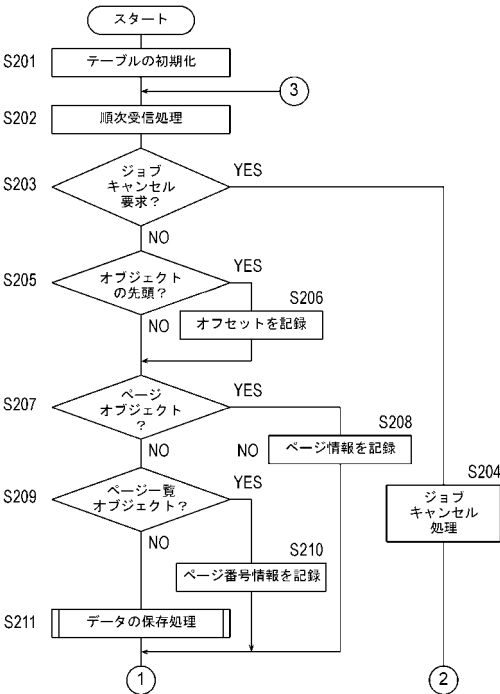 スタート
S201
テーブルの初期化
3
S202
順次受信処理
S203
ジョブ
キャンセル
要求？
YES
NO
S205
オブジェクト
の先頭？
YES
S206
オフセットを記録
NO
S207
ページ
オブジェクト
？
YES
S208
ページ情報を記録
NO
NO
S209
ページ一覧
オブジェクト？
YES
S204
ジョブ
キャンセル
処理
NO
S210
ページ番号情報を記録
S211
データの保存処理
1
2